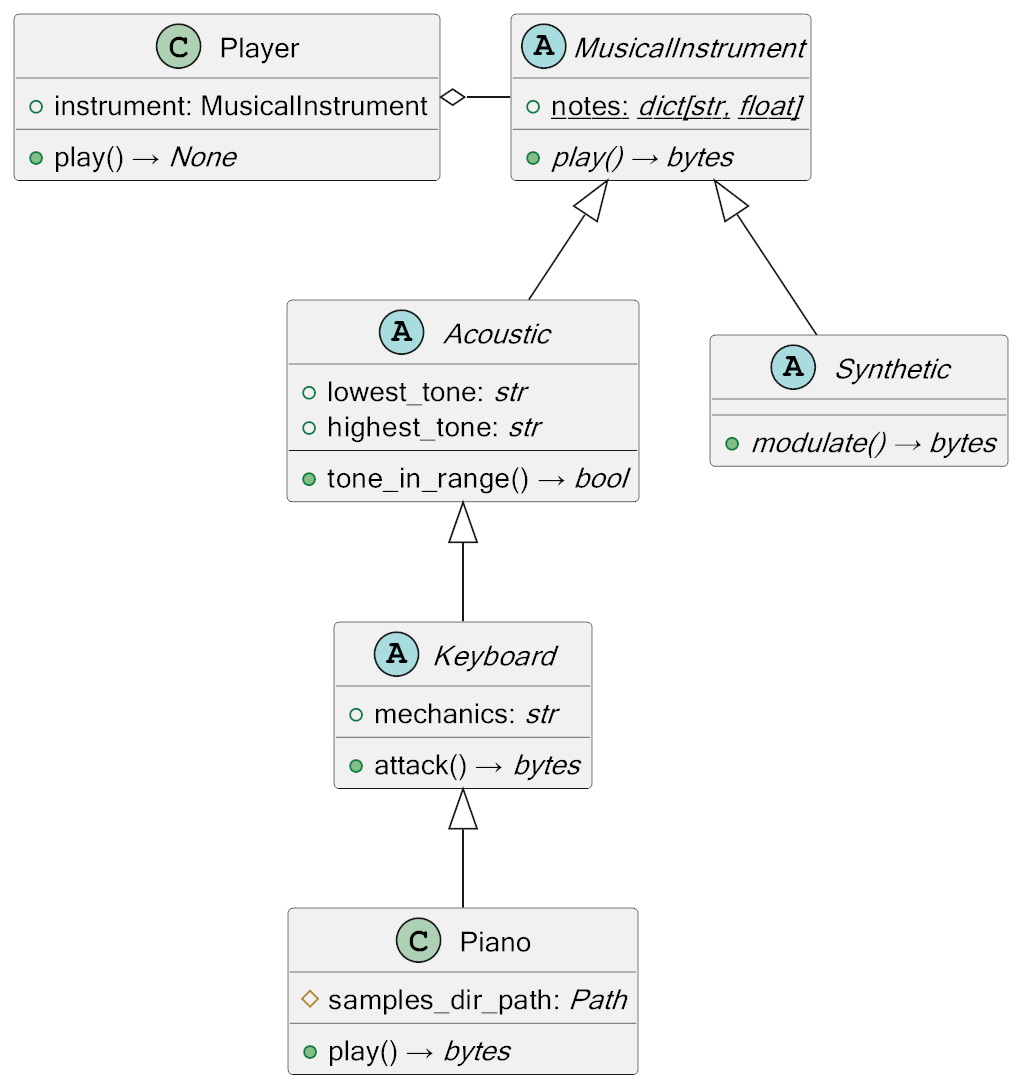 C Player
instrument: MusicalInstrument
play() → None
A MusicalInstrument
notes: dict[str, float]
play() → bytes
A Acoustic
lowest_tone: str
highest_tone: str
tone_in_range() → bool
A Synthetic
modulate() → bytes
A Keyboard
mechanics: str
attack() → bytes
C Piano
samples_dir_path: Path
play() → bytes